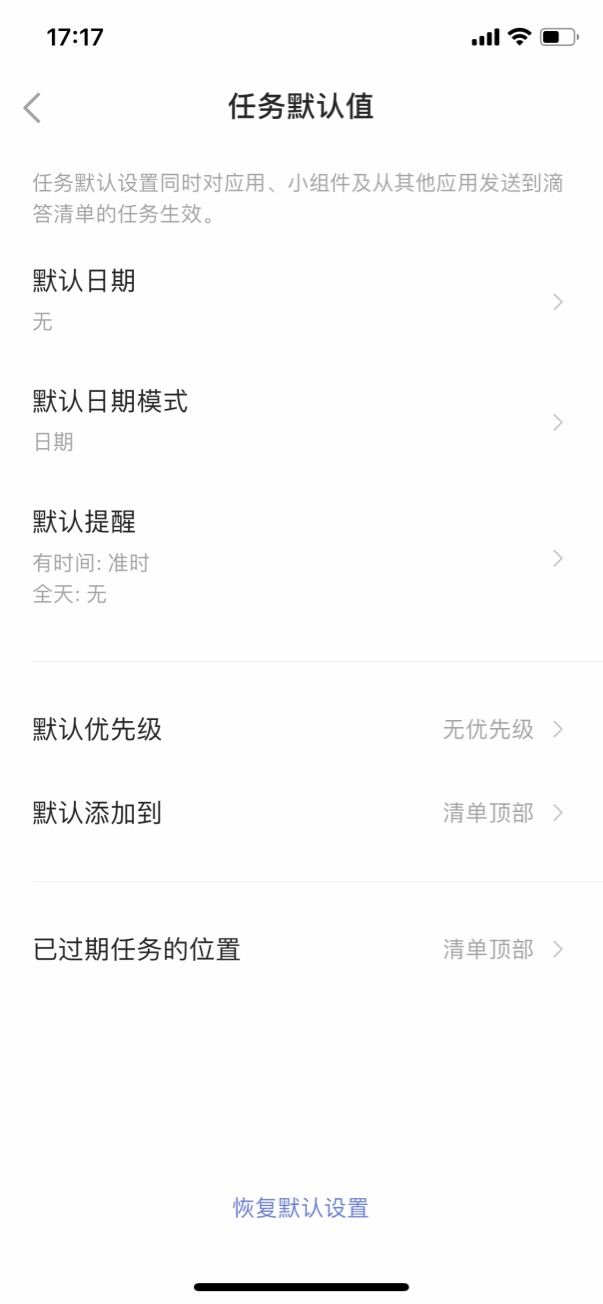 17:17
任务默认值
任务默认设置同时对应用、小组件及从其他应用发送到滴
答清单的任务生效。
默认日期
无
默认日期模式
日期
默认提醒
有时间: 准时
全天: 无
默认优先级 无优先级
默认添加到 清单顶部
已过期任务的位置 清单顶部
恢复默认设置